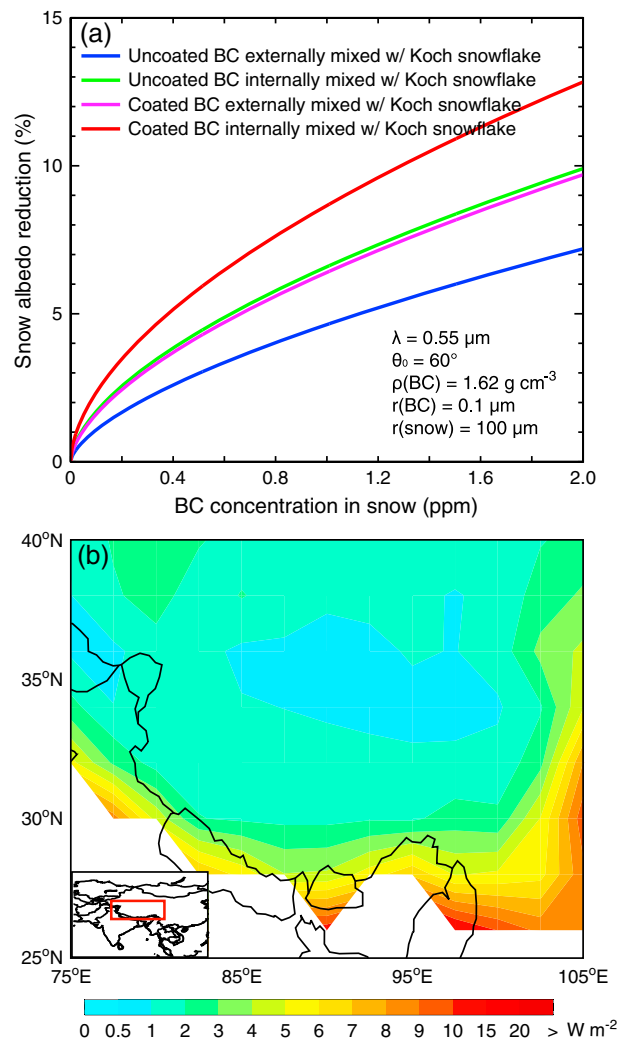 (a)
Uncoated BC externally mixed w/ Koch snowflake
Uncoated BC internally mixed w/ Koch snowflake
Coated BC externally mixed w/ Koch snowflake
Coated BC internally mixed w/ Koch snowflake
Snow albedo reduction (%)
15
10
5
0
λ = 0.55 µm
θ₀ = 60°
ρ(BC) = 1.62 g cm⁻³
r(BC) = 0.1 µm
r(snow) = 100 µm
0 0.4 0.8 1.2 1.6 2.0
BC concentration in snow (ppm)
(b)
40°N
35°N
30°N
25°N
75°E 85°E 95°E 105°E
0 0.5 1 2 3 4 5 6 7 8 9 10 15 20 > W m⁻²